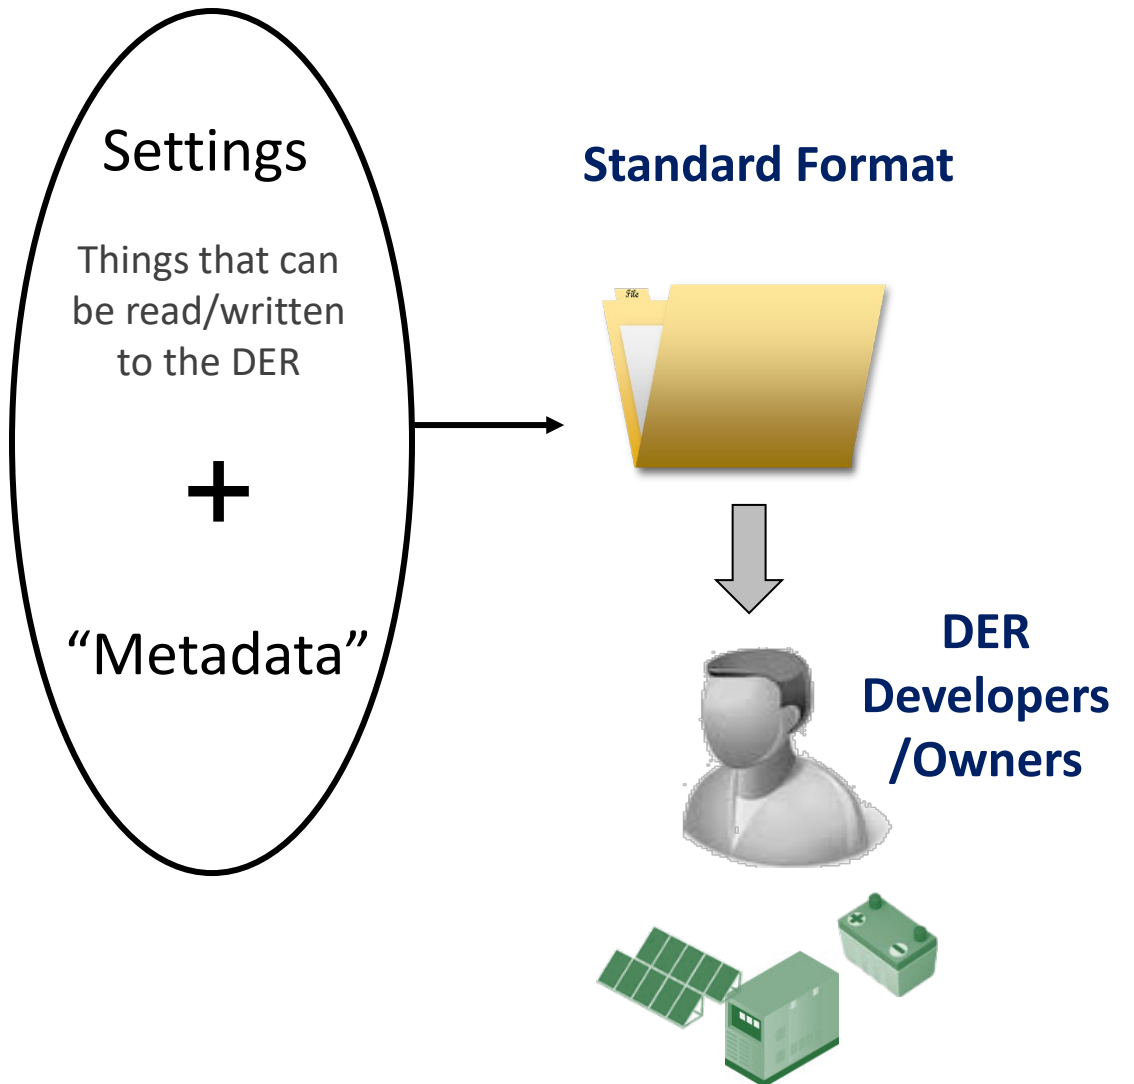 Settings
Things that can
be read/written
to the DER
+
“Metadata”
Standard Format
File
DER
Developers
/Owners